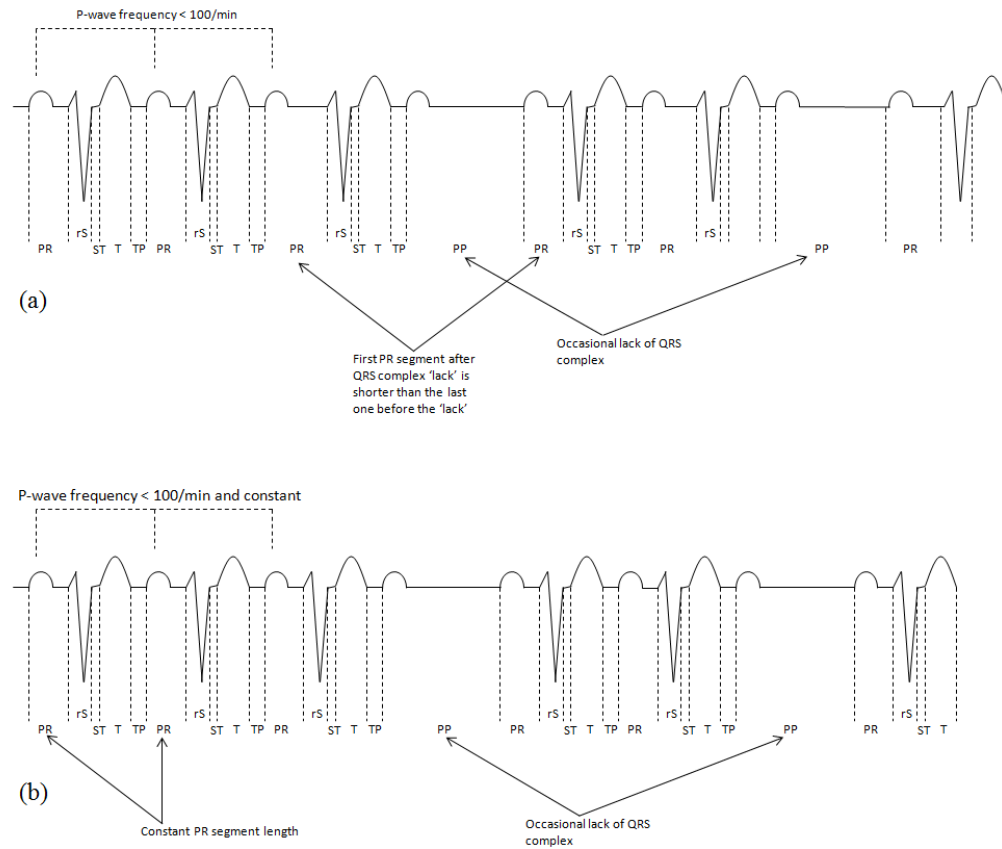 P-wave frequency < 100/min
rS rS rS rS rS
PR ST T TP PR ST T TP PR ST T TP PP PR ST T TP PR PP PR
(a)
First PR segment after
QRS complex ‘lack’ is
shorter than the last
one before the ‘lack’
Occasional lack of QRS
complex
P-wave frequency < 100/min and constant
rS rS rS rS rS rS
PR ST T TP PR ST T TP PR ST T TP PP PR ST T TP PR ST T TP PP PR ST T
(b)
Constant PR segment length
Occasional lack of QRS
complex